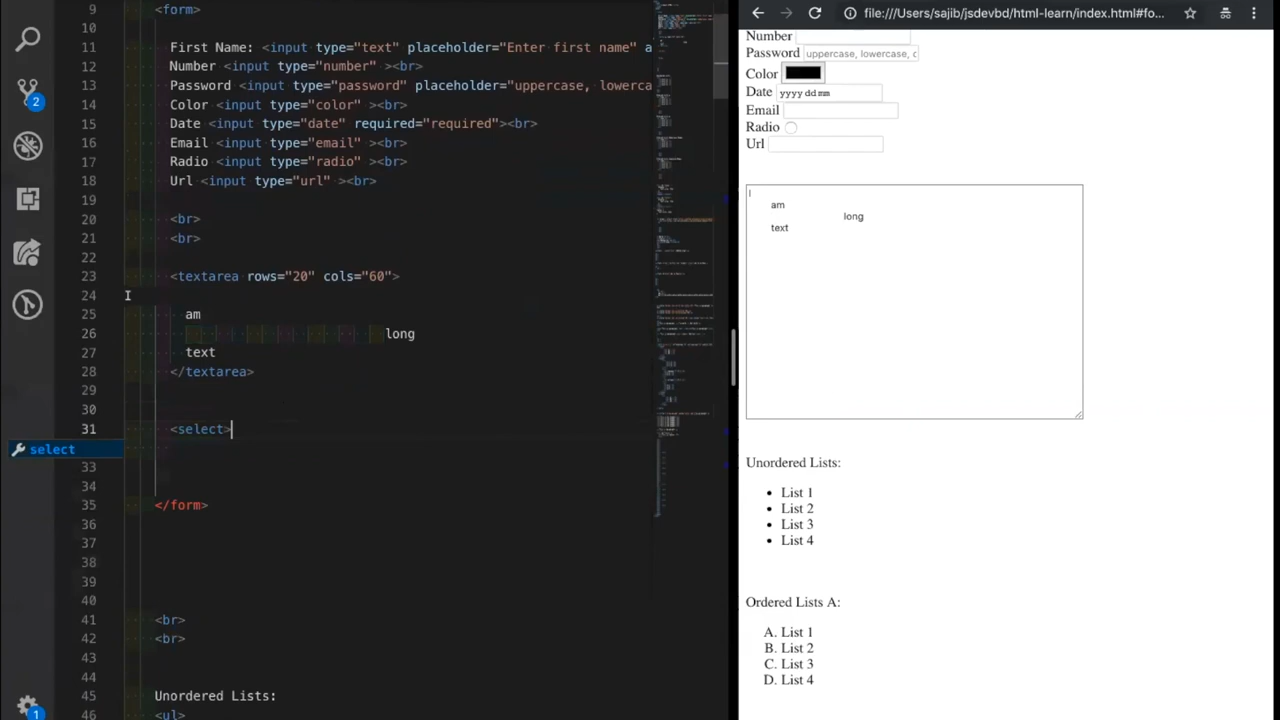 9 <form>
10
11 First Name <input type="text" placeholder="Enter first name" a
12 Number <input type="number" ><br>
13 Password <input type="password" placeholder="uppercase, lowerca
14 Color <input type="color" ><br>
15 Date <input type="date" required="required"><br>
16 Email <input type="email" ><br>
17 Radio <input type="radio" ><br>
18 Url <input type="url" ><br>
19
20 <br>
21 <br>
22
23 <textarea rows="20" cols="60">
24 I
25 am
26 long
27 text
28 </textarea>
29
30
31 <select>
select
33
34
35 </form>
36
37
38
39
40
41 <br>
42 <br>
43
44
45 Unordered Lists:
46 <ul>
2
1
file:///Users/sajib/jsdevbd/html-learn/index.html#fo...
Number
Password uppercase, lowercase, c
Color
Date yyyy dd mm
Email
Radio
Url
I
am
long
text
Unordered Lists:
• List 1
• List 2
• List 3
• List 4
Ordered Lists A:
A. List 1
B. List 2
C. List 3
D. List 4